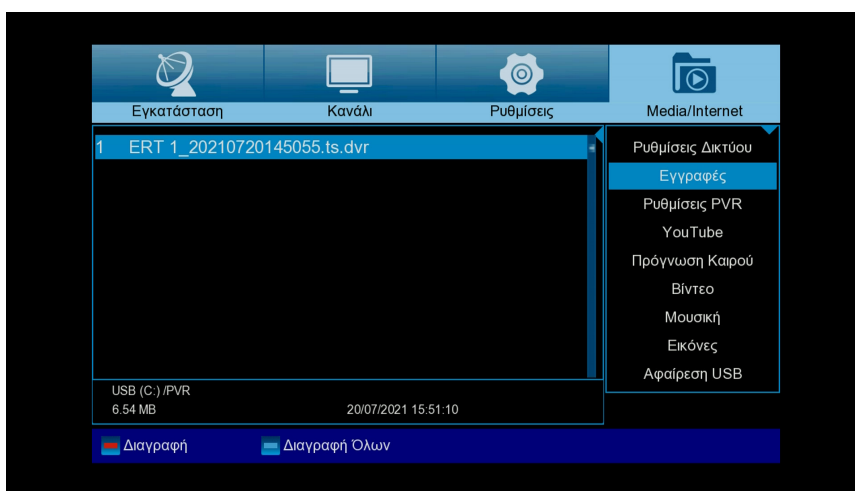 Εγκατάσταση Κανάλι Ρυθμίσεις Media/Internet
1 ERT 1_20210720145055.ts.dvr
Ρυθμίσεις Δικτύου
Εγγραφές
Ρυθμίσεις PVR
YouTube
Πρόγνωση Καιρού
Βίντεο
Μουσική
Εικόνες
Αφαίρεση USB
USB (C:) /PVR
6.54 MB 20/07/2021 15:51:10
Διαγραφή Διαγραφή Όλων